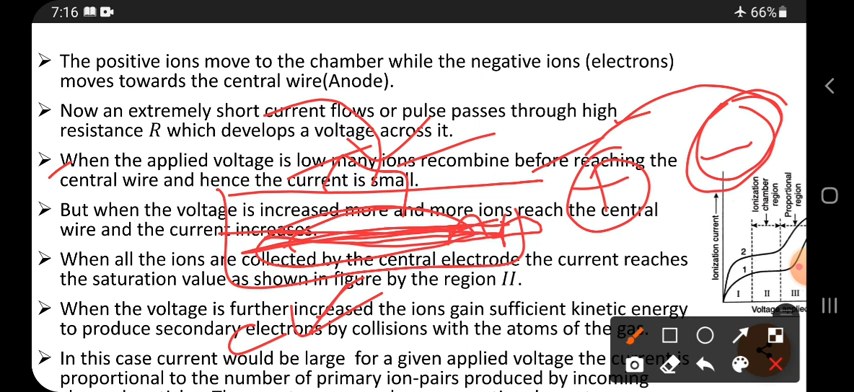 7:16 66%
➤ The positive ions move to the chamber while the negative ions (electrons)
moves towards the central wire(Anode).
➤ Now an extremely short current flows or pulse passes through high
resistance R which develops a voltage across it.
➤ When the applied voltage is low many ions recombine before reaching the
central wire and hence the current is small.
➤ But when the voltage is increased more and more ions reach the central
wire and the current increases.
➤ When all the ions are collected by the central electrode the current reaches
the saturation value as shown in figure by the region II.
➤ When the voltage is further increased the ions gain sufficient kinetic energy
to produce secondary electrons by collisions with the atoms of the gas.
➤ In this case current would be large for a given applied voltage the current is
proportional to the number of primary ion-pairs produced by incoming
Ionization current
Ionization
chamber
region
Proportional
region
2
1
I II III
Voltage
+
−